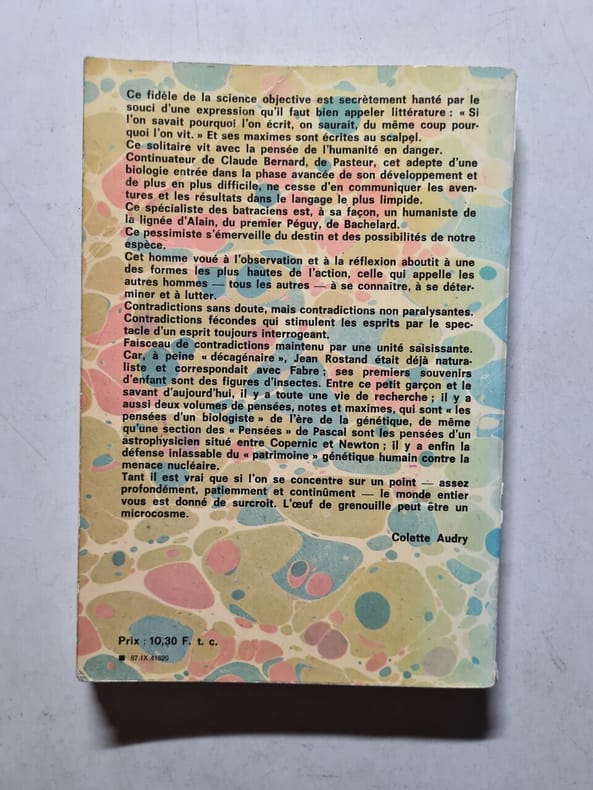 Ce fidèle de la science objective est secrètement hanté par le
souci d'une expression qu'il faut bien appeler littérature : « Si
l'on savait pourquoi l'on écrit, on saurait, du même coup pour-
quoi l'on vit. » Et ses maximes sont écrites au scalpel.
Ce solitaire vit avec la pensée de l'humanité en danger.
Continuateur de Claude Bernard, de Pasteur, cet adepte d'une
biologie entrée dans la phase avancée de son développement et
de plus en plus difficile, ne cesse d'en communiquer les aven-
tures et les résultats dans le langage le plus limpide.
Ce spécialiste des batraciens est, à sa façon, un humaniste de
la lignée d'Alain, du premier Péguy, de Bachelard.
Ce pessimiste s'émerveille du destin et des possibilités de notre
espèce.
Cet homme voué à l'observation et à la réflexion aboutit à une
des formes les plus hautes de l'action, celle qui appelle les
autres hommes — tous les autres — à se connaitre, à se déter-
miner et à lutter.
Contradictions sans doute, mais contradictions non paralysantes.
Contradictions fécondes qui stimulent les esprits par le spec-
tacle d'un esprit toujours interrogeant.
Faisceau de contradictions maintenu par une unité saisissante.
Car, à peine « décagénaire », Jean Rostand était déjà natura-
liste et correspondait avec Fabre ; ses premiers souvenirs
d'enfant sont des figures d'insectes. Entre ce petit garçon et le
savant d'aujourd'hui, il y a toute une vie de recherche ; il y a
aussi deux volumes de pensées, notes et maximes, qui sont « les
pensées d'un biologiste » de l'ère de la génétique, de même
qu'une section des « Pensées » de Pascal sont les pensées d'un
astrophysicien situé entre Copernic et Newton ; il y a enfin la
défense inlassable du « patrimoine » génétique humain contre la
menace nucléaire.
Tant il est vrai que si l'on se concentre sur un point — assez
profondément, patiemment et continûment — le monde entier
vous est donné de surcroit. L'œuf de grenouille peut être un
microcosme.
Colette Audry
Prix : 10,30 F. t. c.
■ 67.IX.41620